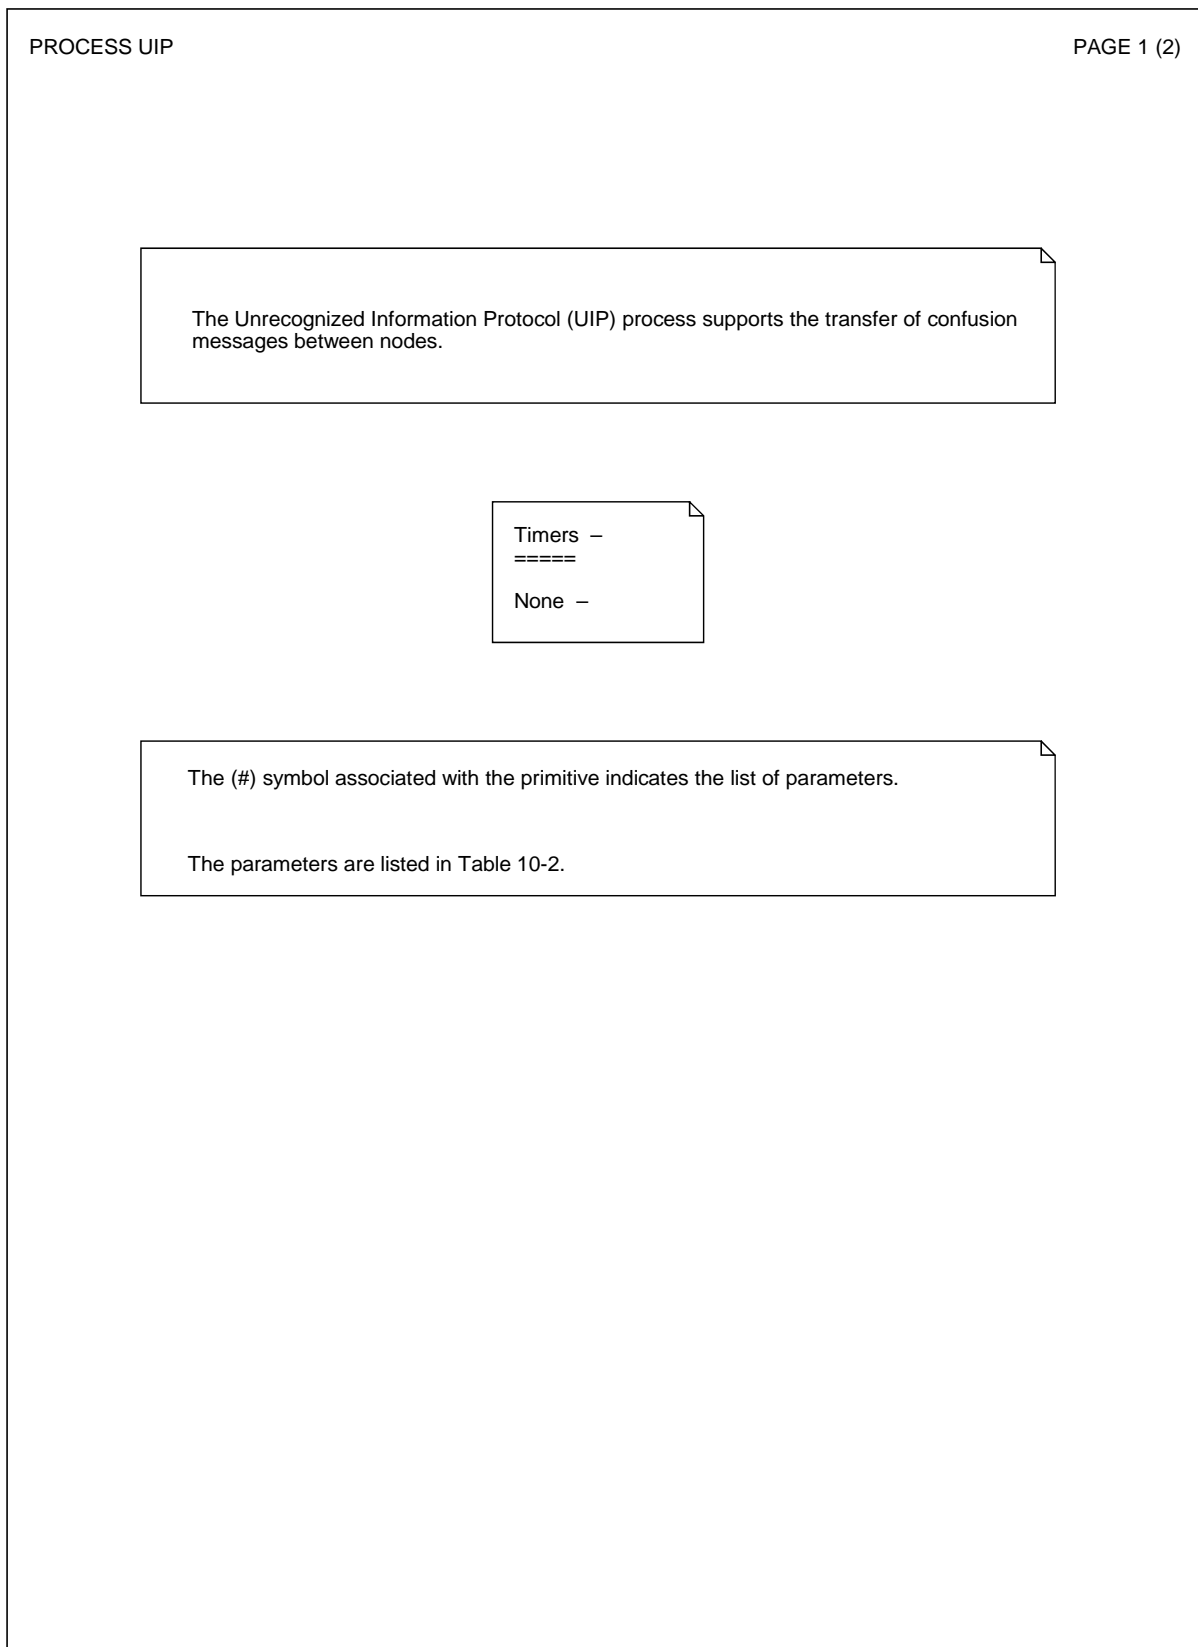 PROCESS UIP
PAGE 1 (2)
The Unrecognized Information Protocol (UIP) process supports the transfer of confusion
messages between nodes.
Timers –
=====
None –
The (#) symbol associated with the primitive indicates the list of parameters.
The parameters are listed in Table 10-2.